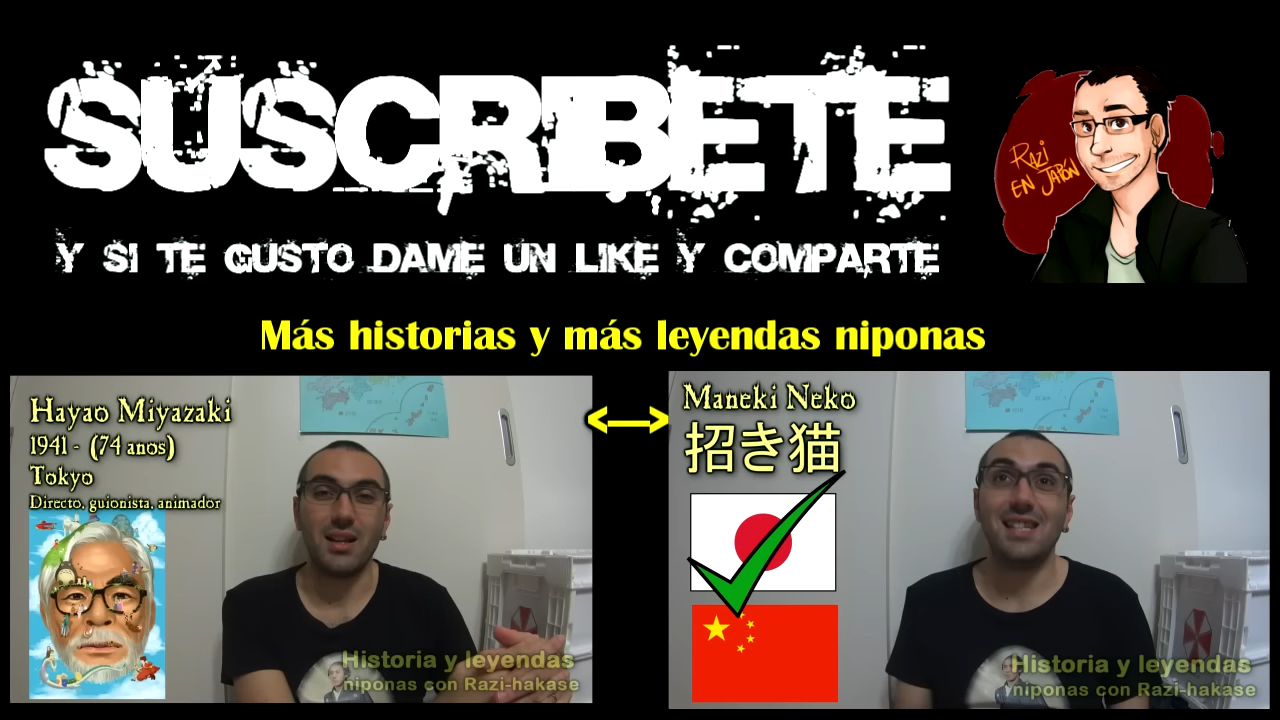 SÚSCRIBETE
Y SI TE GUSTO DAME UN LIKE Y COMPARTE
RAZI
EN JAPÓN
Más historias y más leyendas niponas
Hayao Miyazaki
1941 - (74 anos)
Tokyo
Directo, guionista, animador
Historia y leyendas
niponas con Razi-hakase
Maneki Neko
招き猫
Historia y leyendas
niponas con Razi-hakase